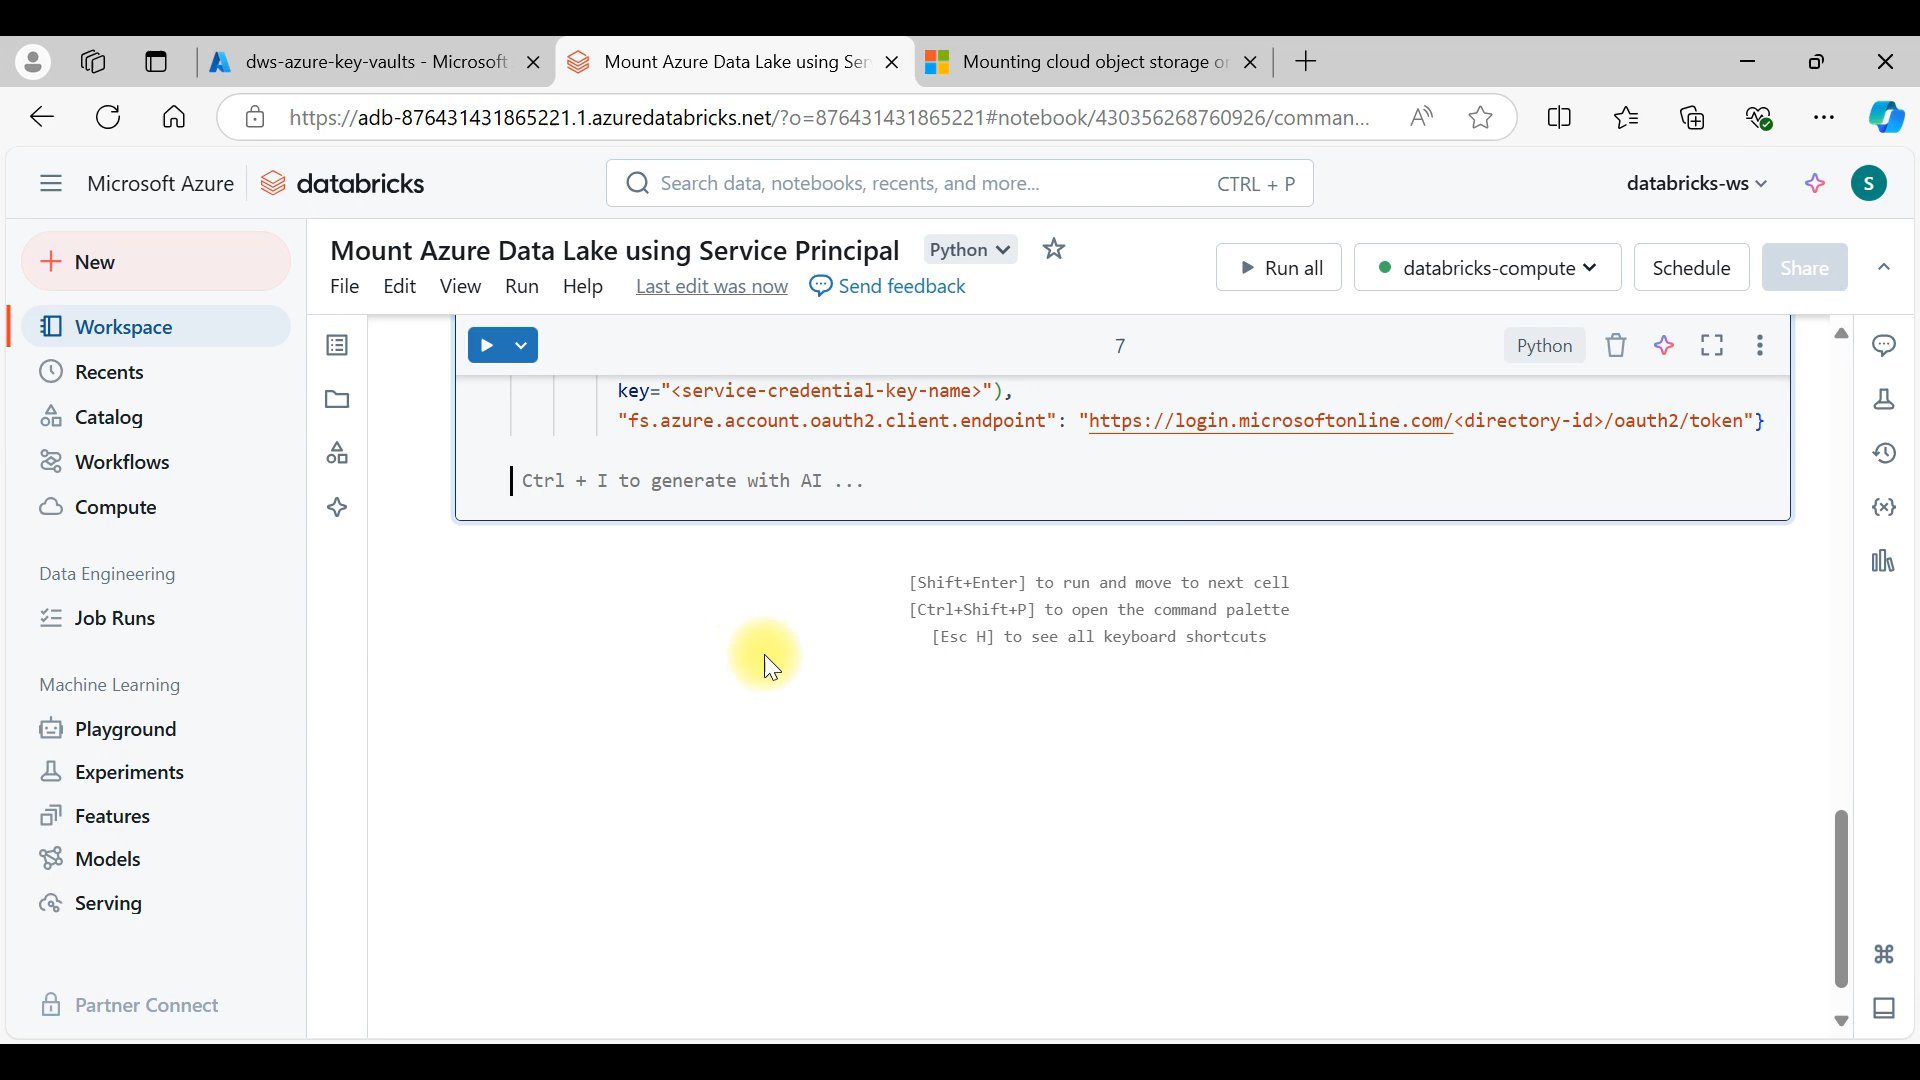 dws-azure-key-vaults - Microsoft
Mount Azure Data Lake using Ser
Mounting cloud object storage or
https://adb-876431431865221.1.azuredatabricks.net/?o=876431431865221#notebook/430356268760926/comman...
Microsoft Azure
databricks
Search data, notebooks, recents, and more...
CTRL + P
databricks-ws
S
New
Workspace
Recents
Catalog
Workflows
Compute
Data Engineering
Job Runs
Machine Learning
Playground
Experiments
Features
Models
Serving
Partner Connect
Mount Azure Data Lake using Service Principal
Python
File Edit View Run Help Last edit was now Send feedback
Run all
databricks-compute
Schedule
Share
7
Python
key="<service-credential-key-name>"),
"fs.azure.account.oauth2.client.endpoint": "https://login.microsoftonline.com/<directory-id>/oauth2/token"}
Ctrl + I to generate with AI ...
[Shift+Enter] to run and move to next cell
[Ctrl+Shift+P] to open the command palette
[Esc H] to see all keyboard shortcuts